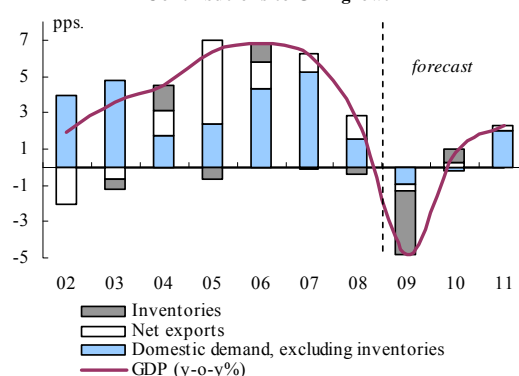 pps.
forecast
7
5
3
1
-1
-3
-5
02 03 04 05 06 07 08 09 10 11
Inventories
Net exports
Domestic demand, excluding inventories
GDP (y-o-y%)